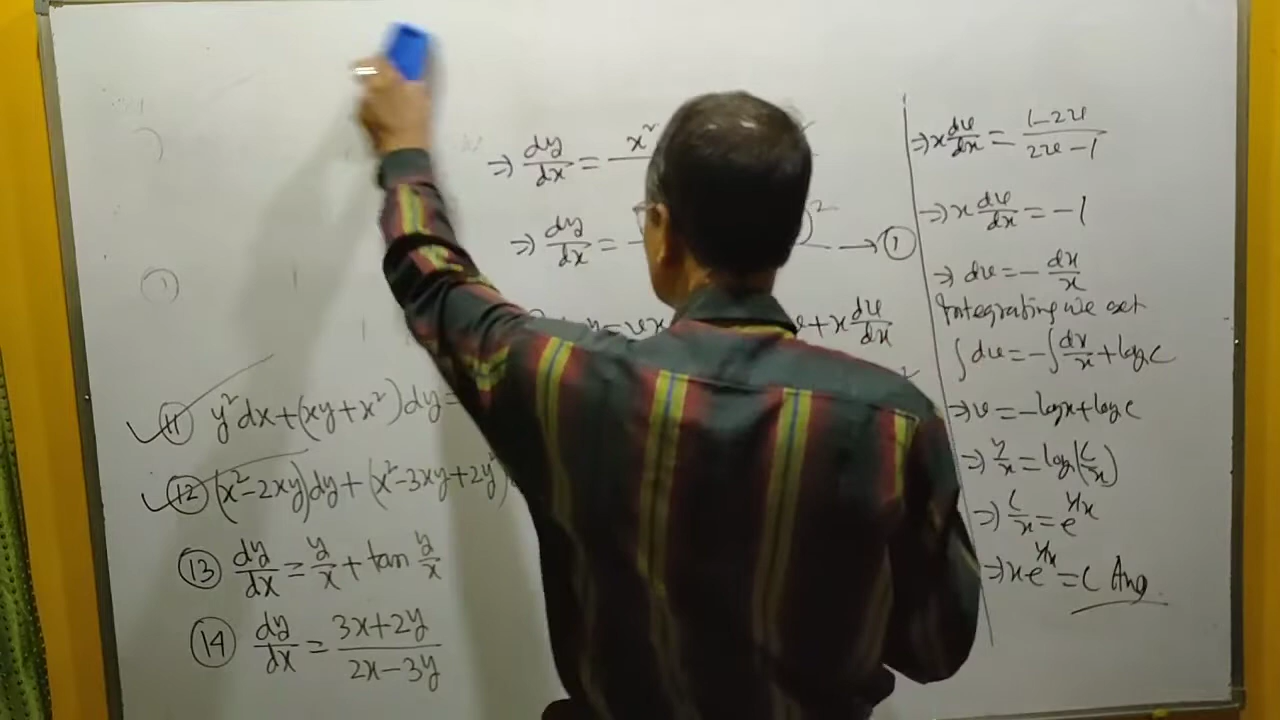 ⇒ dy/dx = x²
⇒ dy/dx = — )² → ①
y = vx
v + x dv/dx
⑪ y²dx+(xy+x²)dy=
⑫ (x²-2xy)dy+(x²-3xy+2y²)
⑬ dy/dx = y/x + tan y/x
⑭ dy/dx = (3x+2y)/(2x-3y)
⇒ x dv/dx = (1-2v)/(2v-1)
⇒ x dv/dx = -1
⇒ dv = - dx/x
Integrating we get
∫dv = -∫dx/x + log c
⇒ v = -logx + log c
⇒ y/x = log(c/x)
⇒ c/x = e^y/x
⇒ x e^y/x = c Ans